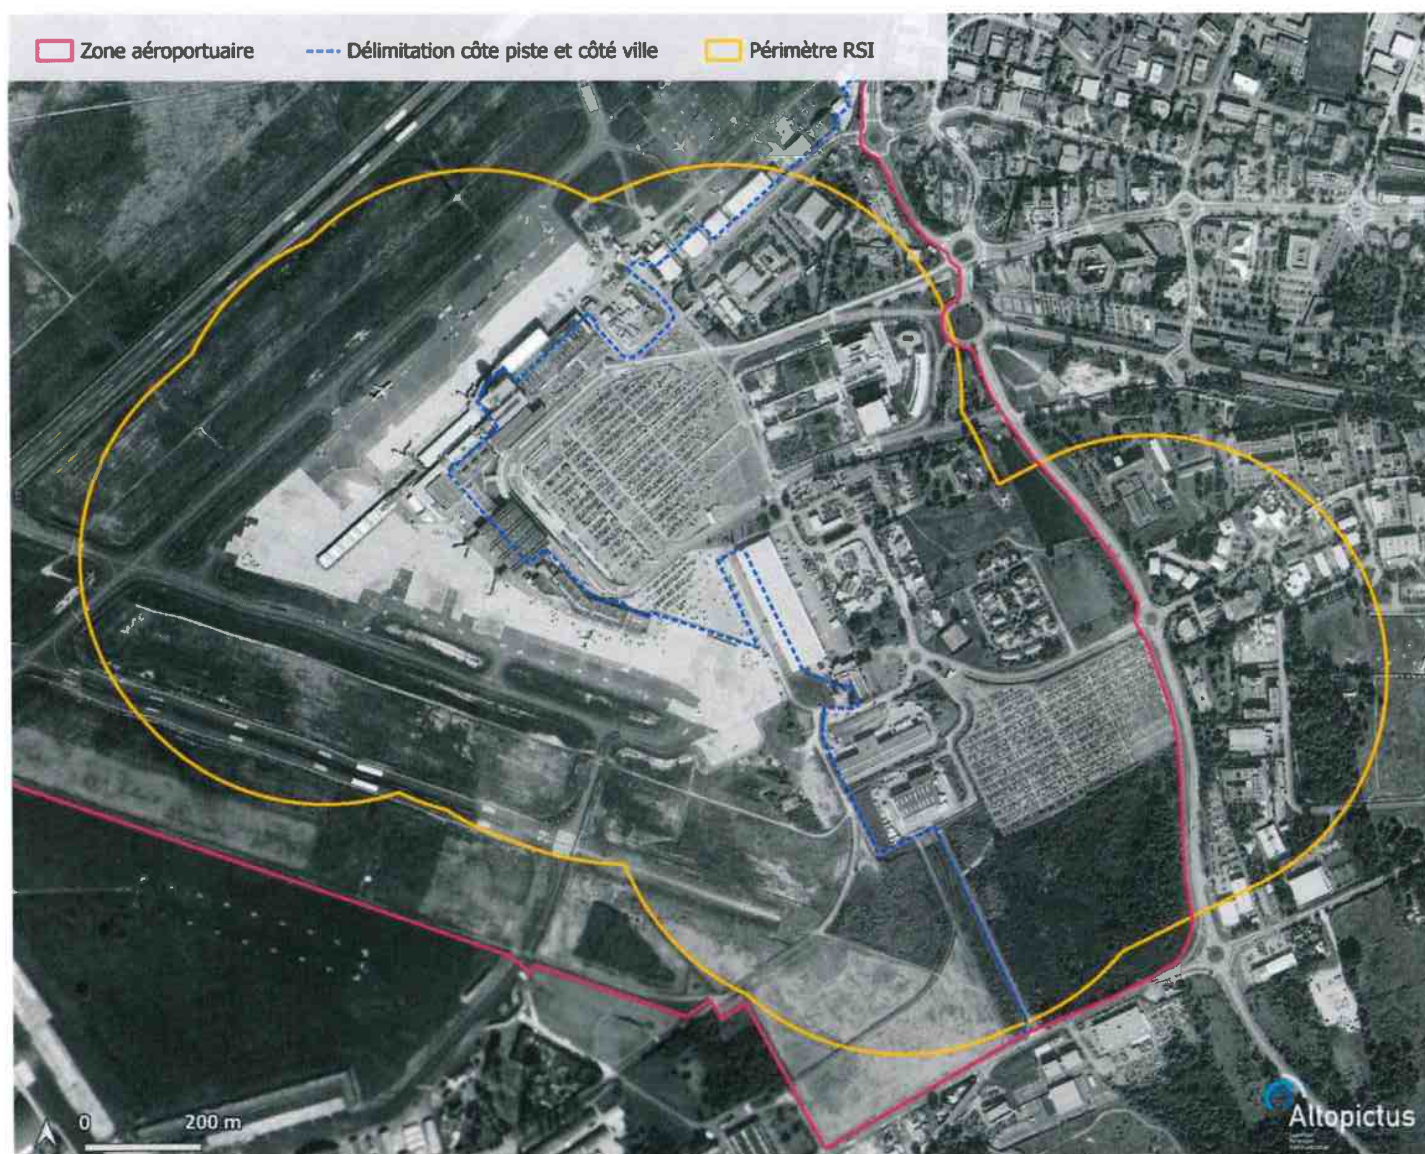 Zone aéroportuaire
Délimitation côte piste et côté ville
Périmètre RSI
0 200 m
Altopictus